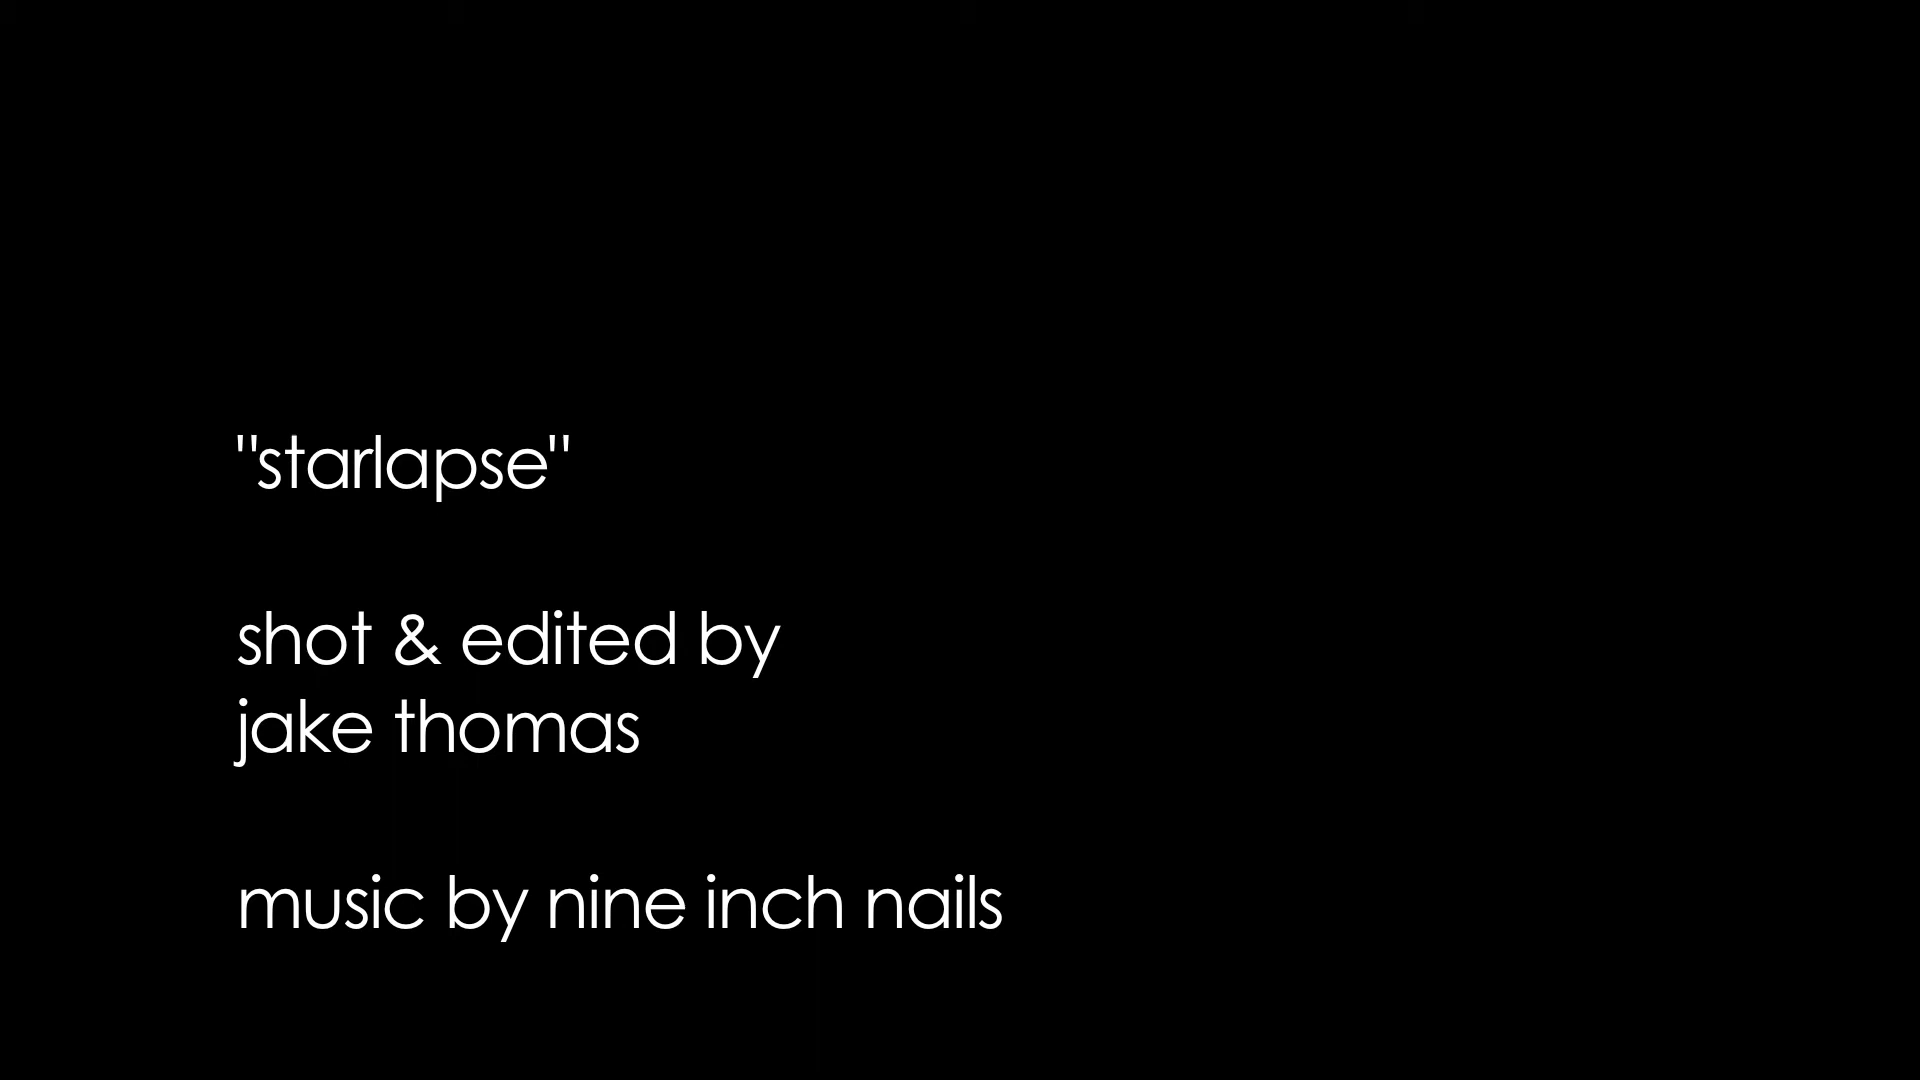 "starlapse"
shot & edited by
jake thomas
music by nine inch nails